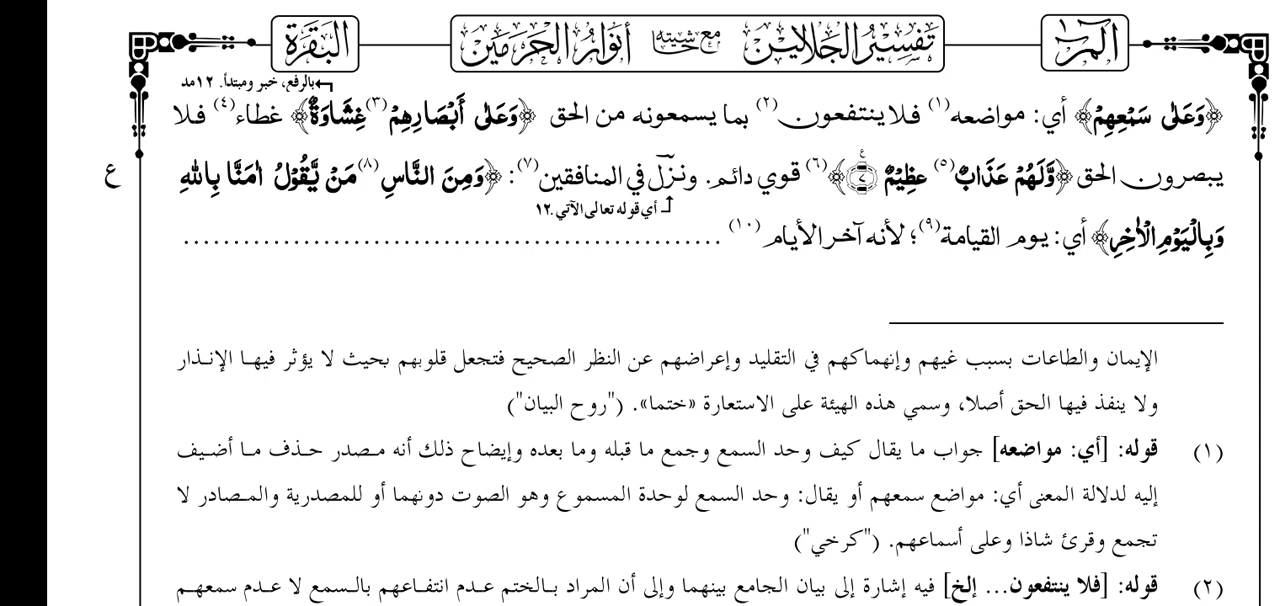 الٓمّٓ ١ تفسير الجلالين مع حاشيته أنوار الحرمين البقرة
بالرفع، خبر ومبتدأ. ١٢مد
﴿وَعَلٰى سَمْعِهِمْ﴾ أي: مواضعه(١) فلا ينتفعون(٢) بما يسمعونه من الحق ﴿وَعَلٰى أَبْصَارِهِمْ(٣) غِشَاوَةٌ﴾ غطاء(٤) فلا
يبصرون الحق ﴿وَّلَهُمْ عَذَابٌ(٥) عظِيْمٌ ۝٧﴾(٦) قوي دائم. ونزل في المنافقين(٧): ﴿وَمِنَ النَّاسِ(٨) مَنْ يَّقُوْلُ اٰمَنَّا بِاللهِ ع
أي قوله تعالى الآتي. ١٢
وَبِالْيَوْمِ الْاٰخِرِ﴾ أي: يوم القيامة(٩)؛ لأنه آخر الأيام(١٠) ......................................................
الإيمان والطاعات بسبب غيهم وإنهماكهم في التقليد وإعراضهم عن النظر الصحيح فتجعل قلوبهم بحيث لا يؤثر فيها الإنذار
ولا ينفذ فيها الحق أصلا، وسمي هذه الهيئة على الاستعارة «ختما». ("روح البيان")
(١) قوله: [أي: مواضعه] جواب ما يقال كيف وحد السمع وجمع ما قبله وما بعده وإيضاح ذلك أنه مصدر حذف ما أضيف
إليه لدلالة المعنى أي: مواضع سمعهم أو يقال: وحد السمع لوحدة المسموع وهو الصوت دونهما أو للمصدرية والمصادر لا
تجمع وقرئ شاذا وعلى أسماعهم. ("كرخي")
(٢) قوله: [فلا ينتفعون... إلخ] فيه إشارة إلى بيان الجامع بينهما وإلى أن المراد بالختم عدم انتفاعهم بالسمع لا عدم سمعهم